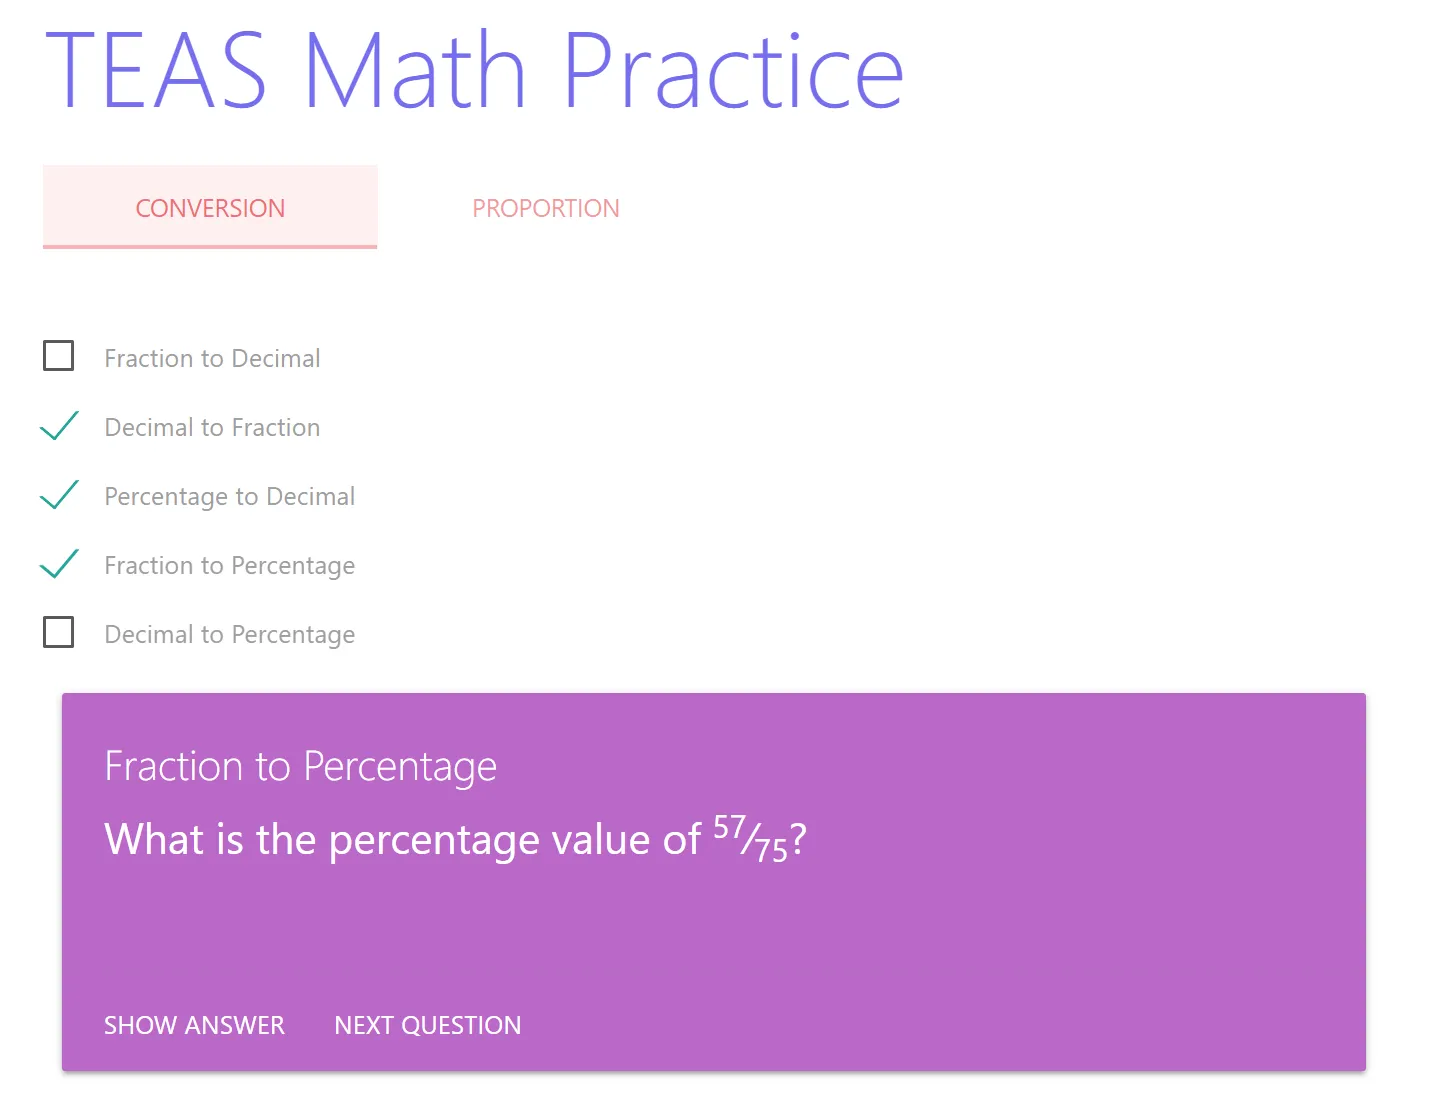 TEAS Math Practice
CONVERSION PROPORTION
Fraction to Decimal
Decimal to Fraction
Percentage to Decimal
Fraction to Percentage
Decimal to Percentage
Fraction to Percentage
What is the percentage value of 57/75?
SHOW ANSWER NEXT QUESTION